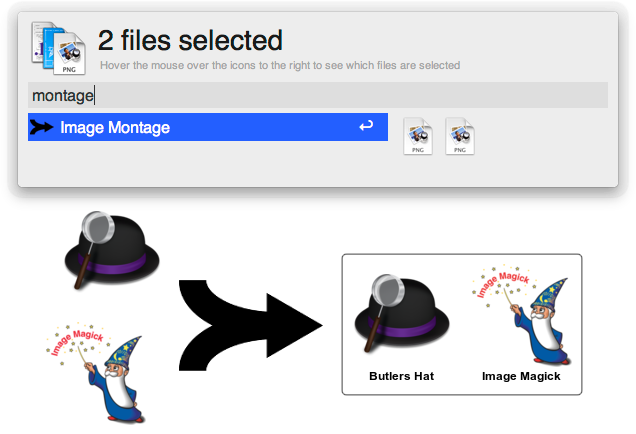 2 files selected
Hover the mouse over the icons to the right to see which files are selected
PNG
montage
Image Montage
PNG PNG
Image Magick
Image Magick
Butlers Hat Image Magick